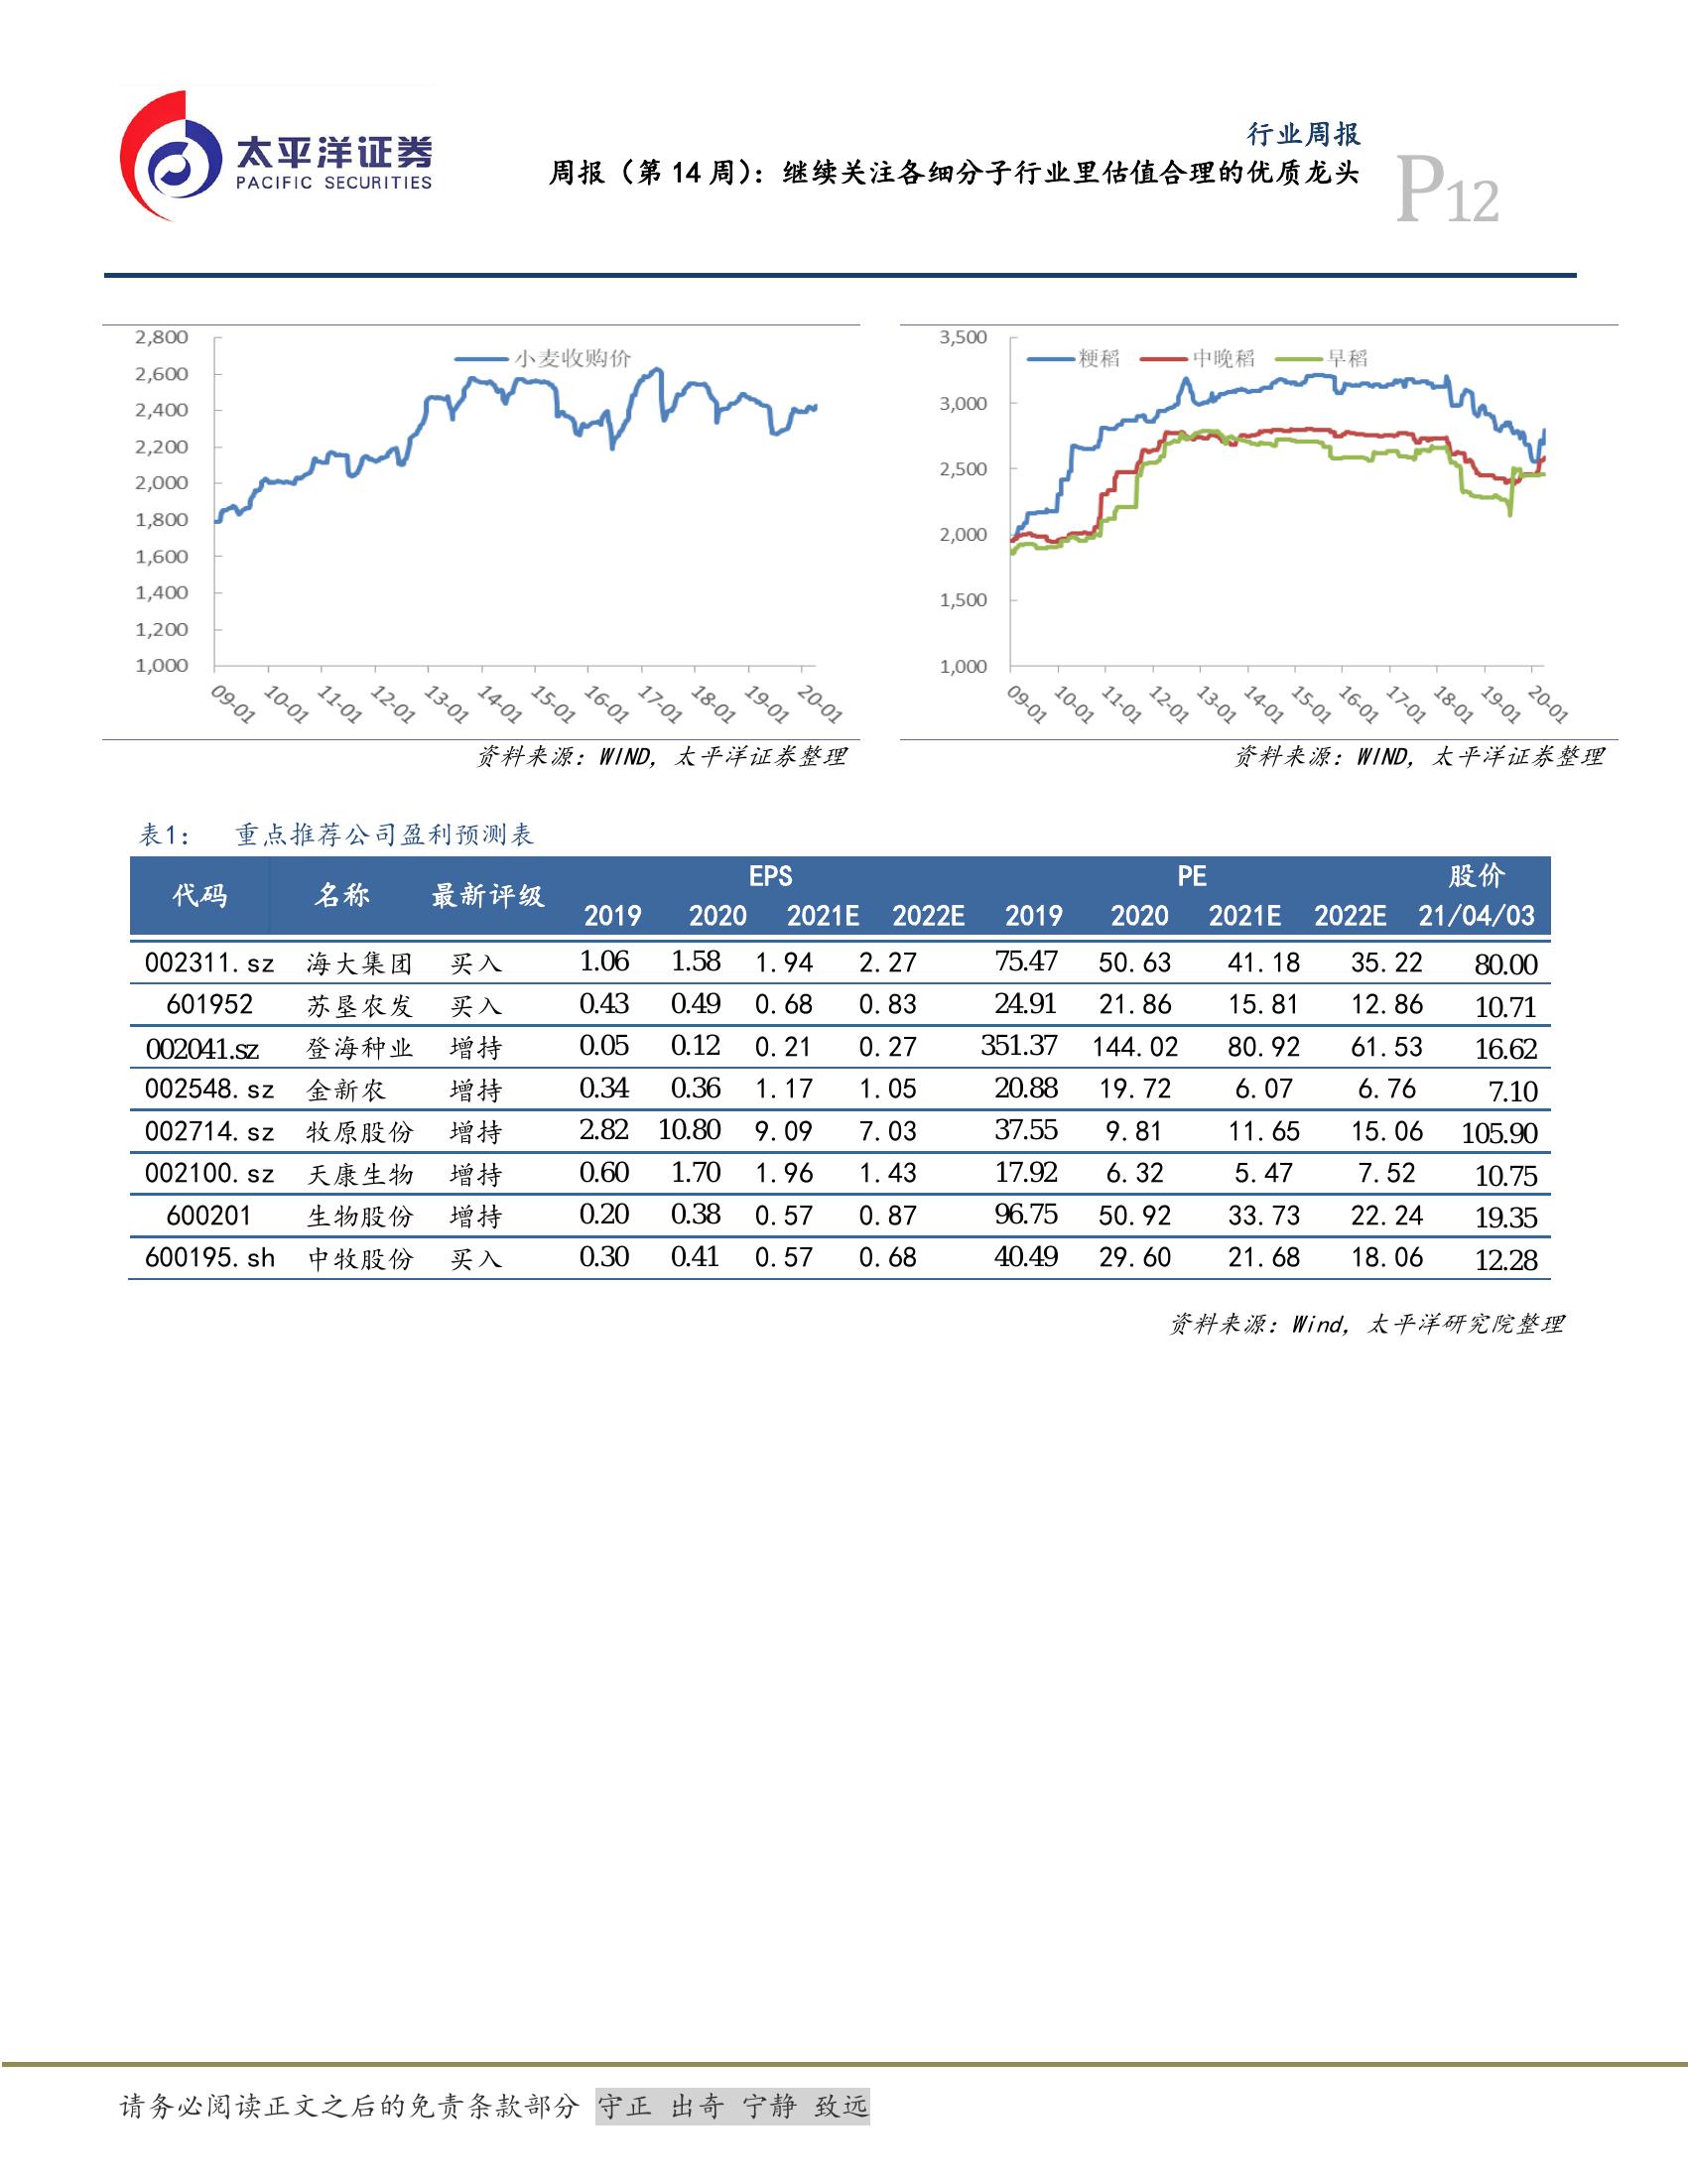 太平洋证券
PACIFIC SECURITIES
行业周报
周报（第 14 周）：继续关注各细分子行业里估值合理的优质龙头
P12
小麦收购价
2,800
2,600
2,400
2,200
2,000
1,800
1,600
1,400
1,200
1,000
09-01 10-01 11-01 12-01 13-01 14-01 15-01 16-01 17-01 18-01 19-01 20-01
资料来源：WIND，太平洋证券整理
粳稻 中晚稻 早稻
3,500
3,000
2,500
2,000
1,500
1,000
09-01 10-01 11-01 12-01 13-01 14-01 15-01 16-01 17-01 18-01 19-01 20-01
资料来源：WIND，太平洋证券整理
表1： 重点推荐公司盈利预测表
代码 名称 最新评级 EPS PE 股价
2019 2020 2021E 2022E 2019 2020 2021E 2022E 21/04/03
002311.sz 海大集团 买入 1.06 1.58 1.94 2.27 75.47 50.63 41.18 35.22 80.00
601952 苏垦农发 买入 0.43 0.49 0.68 0.83 24.91 21.86 15.81 12.86 10.71
002041.sz 登海种业 增持 0.05 0.12 0.21 0.27 351.37 144.02 80.92 61.53 16.62
002548.sz 金新农 增持 0.34 0.36 1.17 1.05 20.88 19.72 6.07 6.76 7.10
002714.sz 牧原股份 增持 2.82 10.80 9.09 7.03 37.55 9.81 11.65 15.06 105.90
002100.sz 天康生物 增持 0.60 1.70 1.96 1.43 17.92 6.32 5.47 7.52 10.75
600201 生物股份 增持 0.20 0.38 0.57 0.87 96.75 50.92 33.73 22.24 19.35
600195.sh 中牧股份 买入 0.30 0.41 0.57 0.68 40.49 29.60 21.68 18.06 12.28
资料来源：Wind，太平洋研究院整理
请务必阅读正文之后的免责条款部分 守正 出奇 宁静 致远